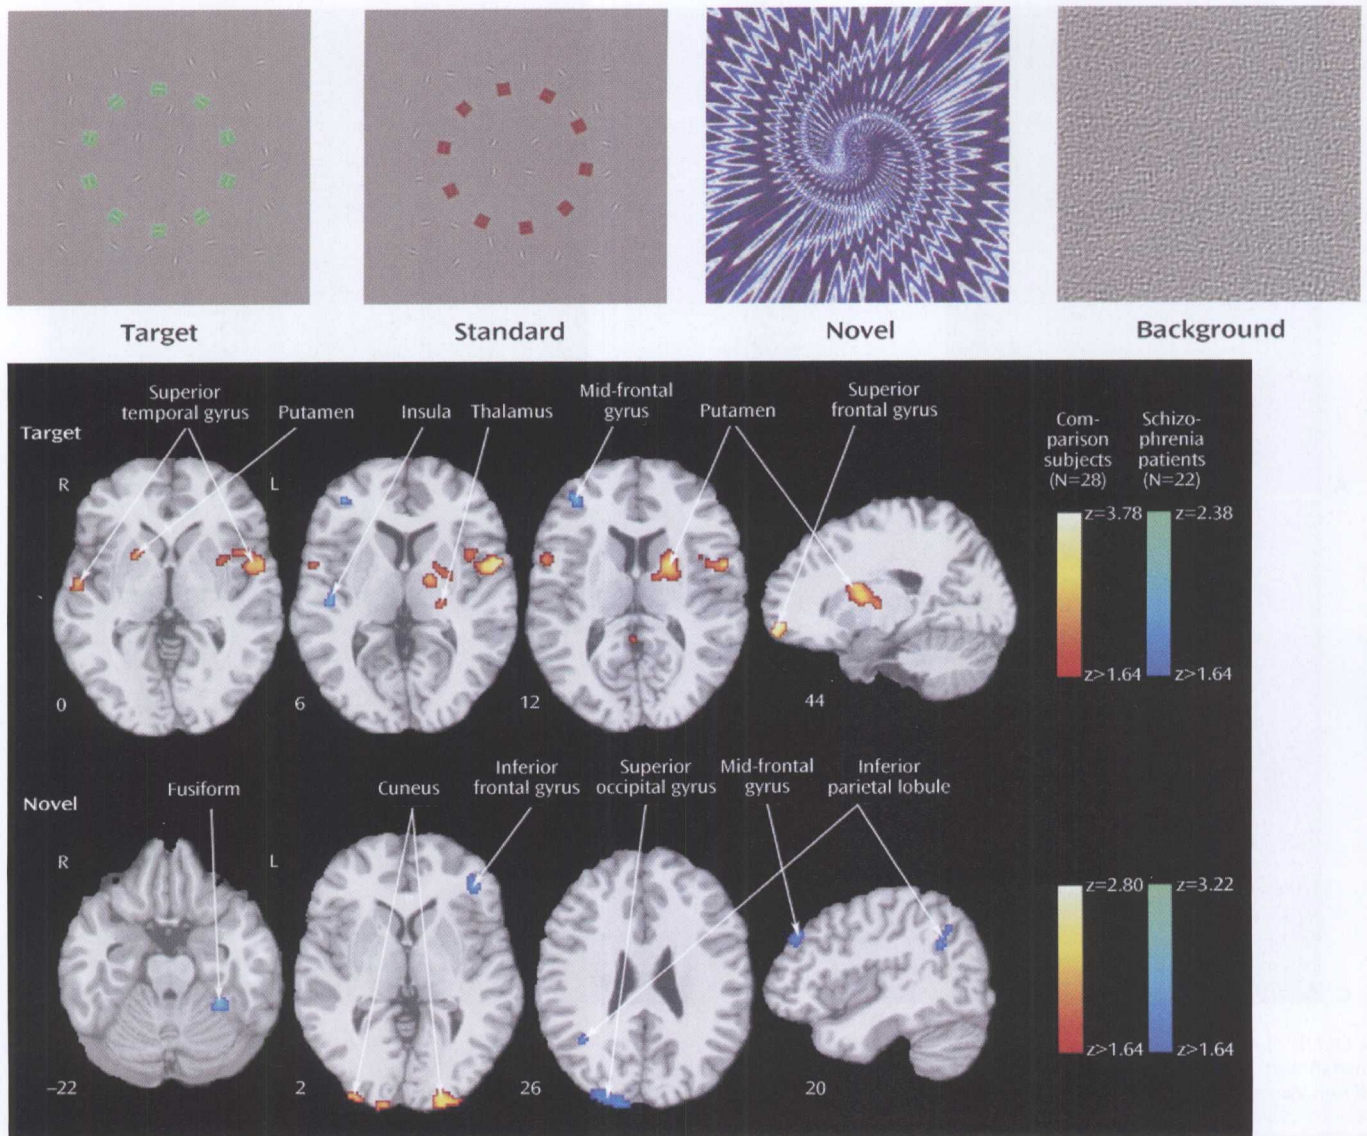 Target
Standard
Novel
Background
Superior
temporal gyrus
Putamen
Insula
Thalamus
Mid-frontal
gyrus
Putamen
Superior
frontal gyrus
Target
R
L
Com-
parison
subjects
(N=28)
Schizo-
phrenia
patients
(N=22)
z=3.78
z=2.38
z>1.64
z>1.64
0
6
12
44
Fusiform
Cuneus
Inferior
frontal gyrus
Superior
occipital gyrus
Mid-frontal
gyrus
Inferior
parietal lobule
Novel
R
L
z=2.80
z=3.22
z>1.64
z>1.64
–22
2
26
20